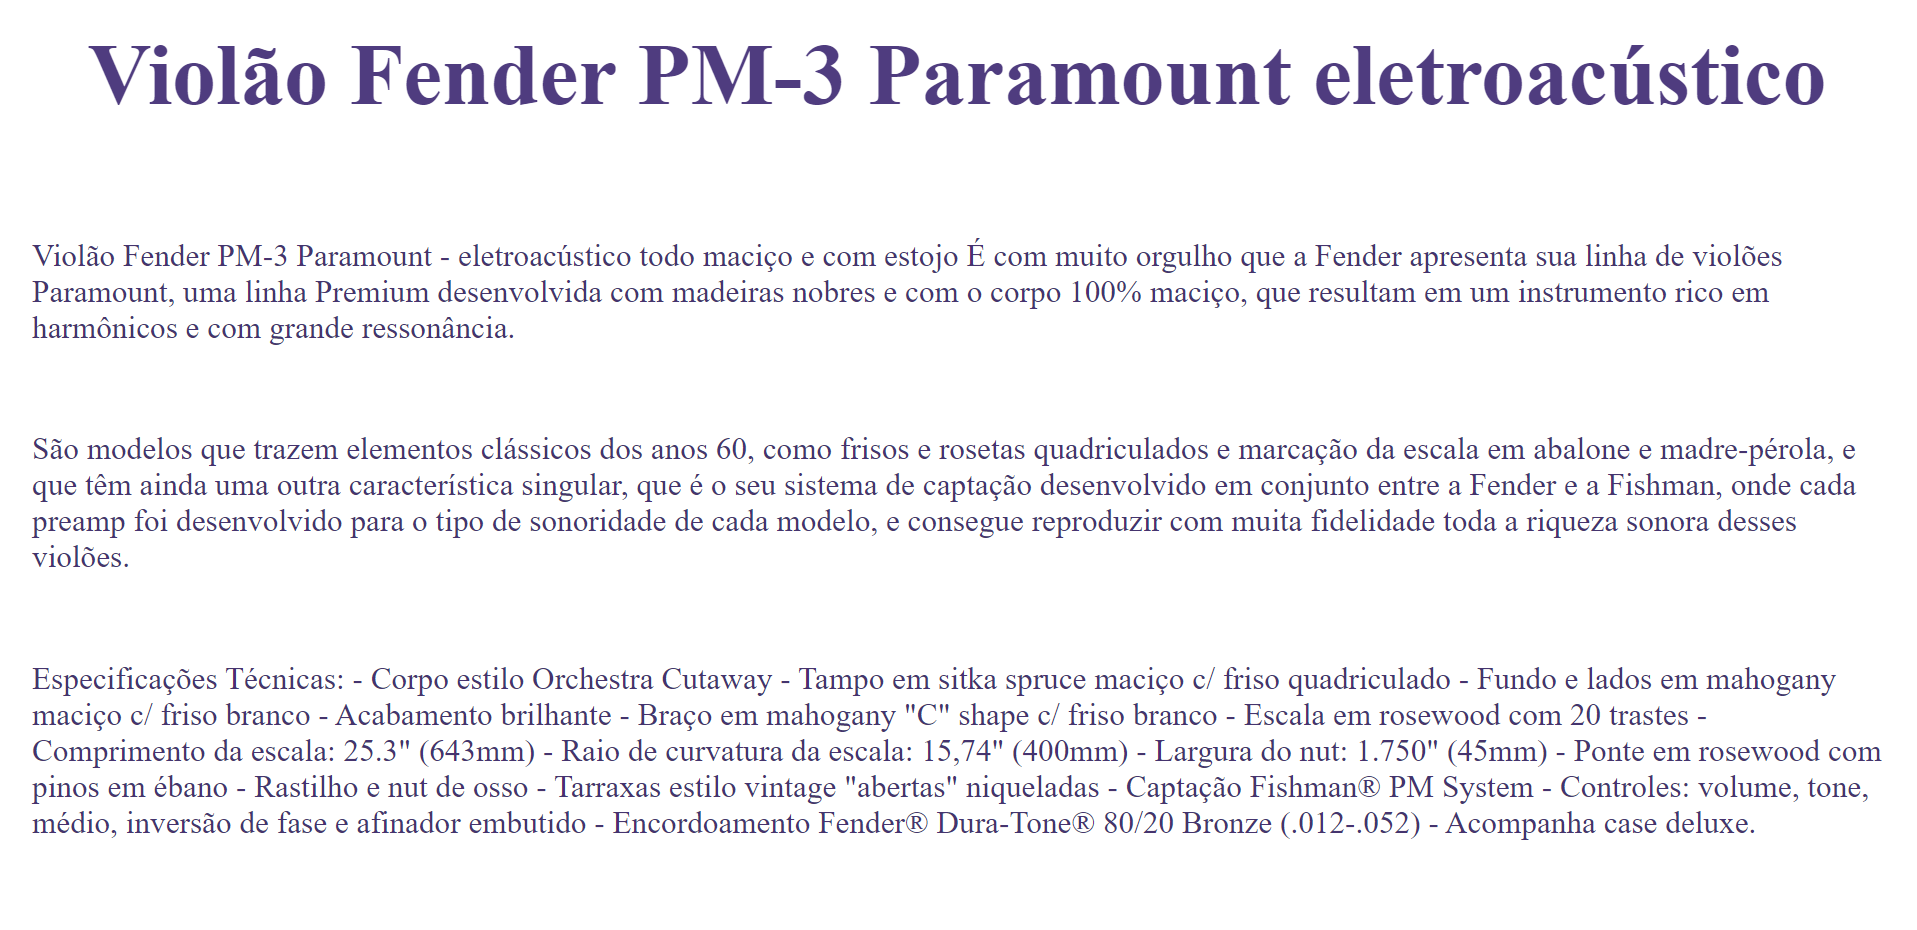 Violão Fender PM-3 Paramount eletroacústico
Violão Fender PM-3 Paramount - eletroacústico todo maciço e com estojo É com muito orgulho que a Fender apresenta sua linha de violões
Paramount, uma linha Premium desenvolvida com madeiras nobres e com o corpo 100% maciço, que resultam em um instrumento rico em
harmônicos e com grande ressonância.
São modelos que trazem elementos clássicos dos anos 60, como frisos e rosetas quadriculados e marcação da escala em abalone e madre-pérola, e
que têm ainda uma outra característica singular, que é o seu sistema de captação desenvolvido em conjunto entre a Fender e a Fishman, onde cada
preamp foi desenvolvido para o tipo de sonoridade de cada modelo, e consegue reproduzir com muita fidelidade toda a riqueza sonora desses
violões.
Especificações Técnicas: - Corpo estilo Orchestra Cutaway - Tampo em sitka spruce maciço c/ friso quadriculado - Fundo e lados em mahogany
maciço c/ friso branco - Acabamento brilhante - Braço em mahogany "C" shape c/ friso branco - Escala em rosewood com 20 trastes -
Comprimento da escala: 25.3" (643mm) - Raio de curvatura da escala: 15,74" (400mm) - Largura do nut: 1.750" (45mm) - Ponte em rosewood com
pinos em ébano - Rastilho e nut de osso - Tarraxas estilo vintage "abertas" niqueladas - Captação Fishman® PM System - Controles: volume, tone,
médio, inversão de fase e afinador embutido - Encordoamento Fender® Dura-Tone® 80/20 Bronze (.012-.052) - Acompanha case deluxe.